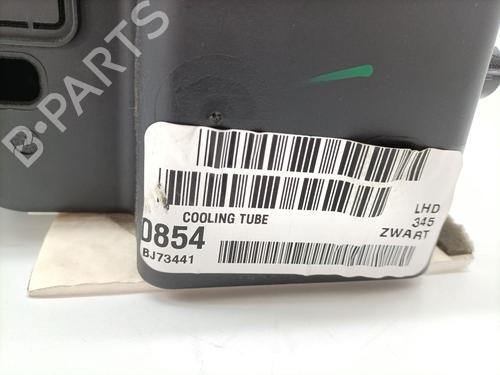 B-PARTS
COOLING TUBE
LHD
345
ZWART
0854
BJ73441